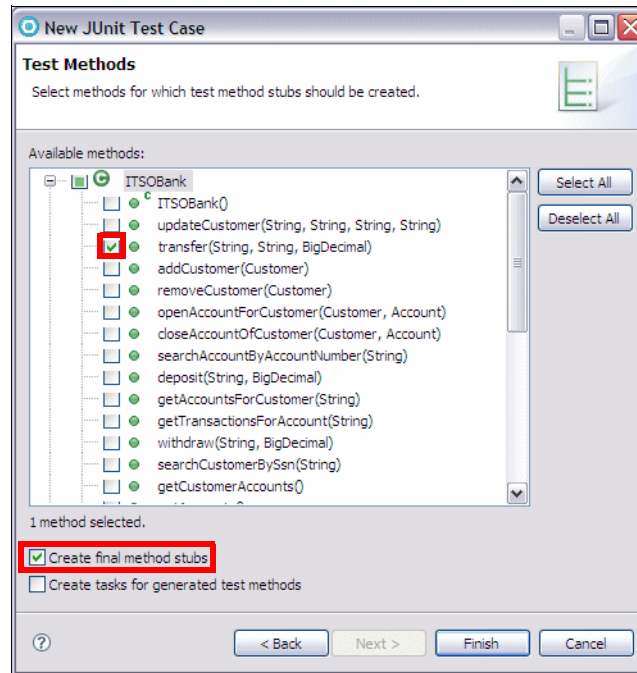 New JUnit Test Case
Test Methods
Select methods for which test method stubs should be created.
Available methods:
ITSOBank
ITSOBank()
updateCustomer(String, String, String, String)
transfer(String, String, BigDecimal)
addCustomer(Customer)
removeCustomer(Customer)
openAccountForCustomer(Customer, Account)
closeAccountOfCustomer(Customer, Account)
searchAccountByAccountNumber(String)
deposit(String, BigDecimal)
getAccountsForCustomer(String)
getTransactionsForAccount(String)
withdraw(String, BigDecimal)
searchCustomerBySsn(String)
getCustomerAccounts()
Select All
Deselect All
1 method selected.
Create final method stubs
Create tasks for generated test methods
< Back Next > Finish Cancel